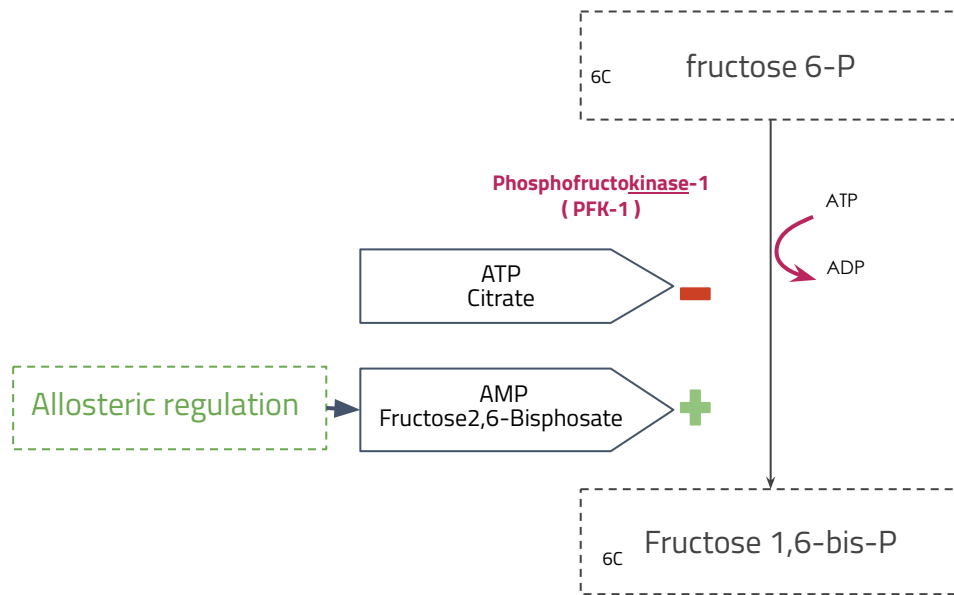 fructose 6-P
6C
Phosphofructokinase-1
( PFK-1 )
ATP
ADP
ATP
Citrate
Allosteric regulation
AMP
Fructose2,6-Bisphosate
Fructose 1,6-bis-P
6C